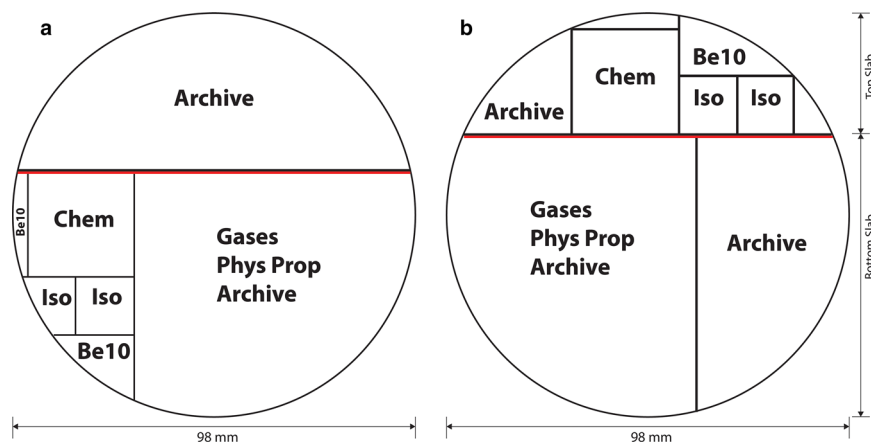 a
Archive
Be10
Chem
Iso
Iso
Be10
Gases
Phys Prop
Archive
98 mm
b
Archive
Chem
Be10
Iso
Iso
Gases
Phys Prop
Archive
Archive
98 mm
Top Slab
Bottom Slab